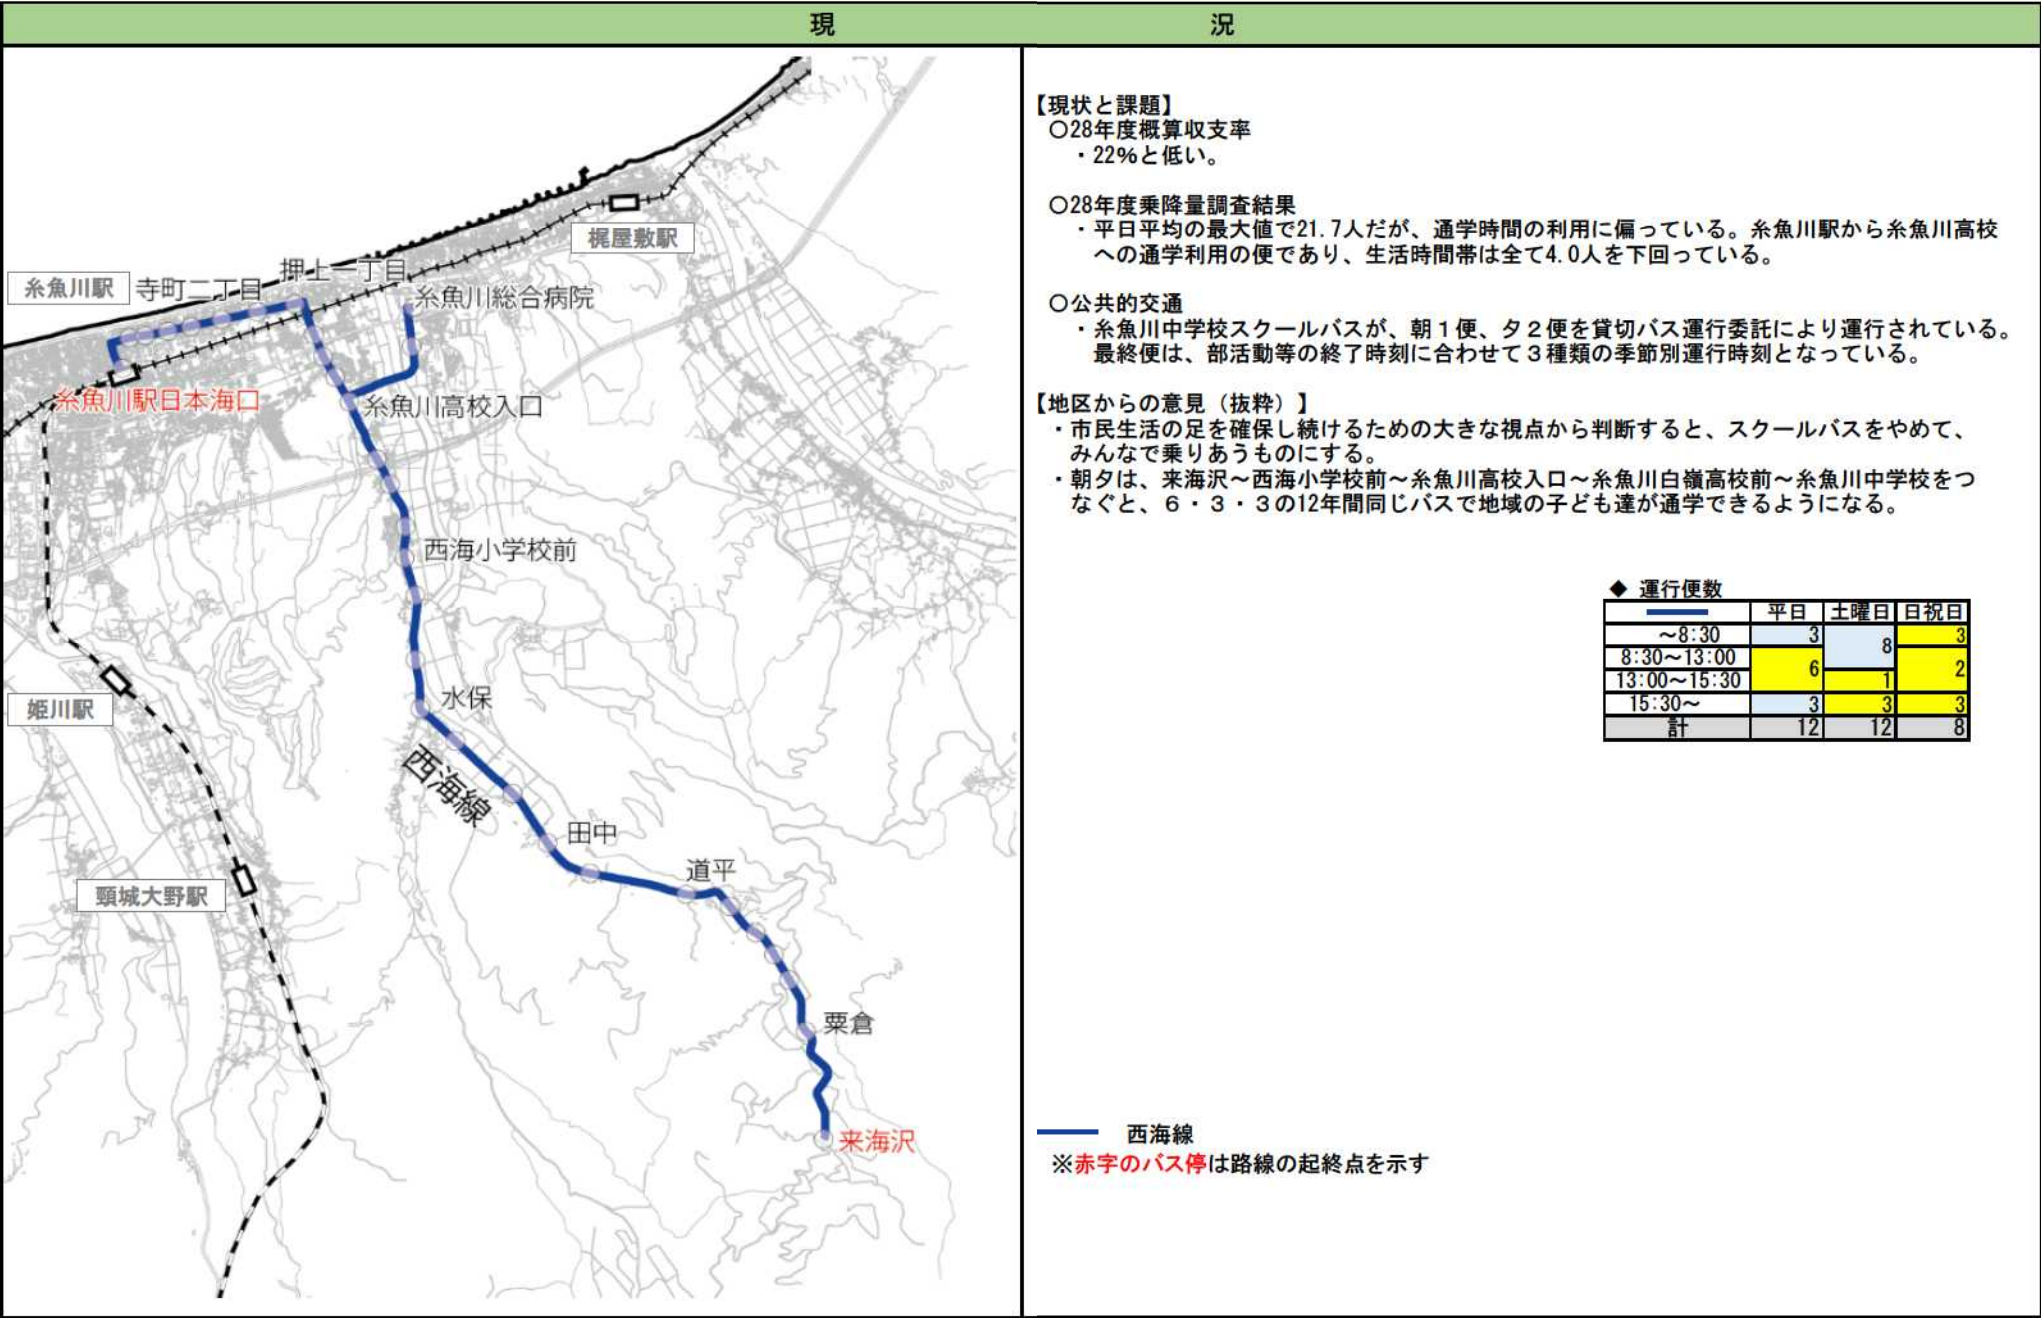 現 況
糸魚川駅
寺町二丁目
押上一丁目
梶屋敷駅
糸魚川総合病院
糸魚川駅日本海口
糸魚川高校入口
西海小学校前
水保
姫川駅
西海線
田中
道平
頸城大野駅
粟倉
来海沢
【現状と課題】
○28年度概算収支率
・22%と低い。
○28年度乗降量調査結果
・平日平均の最大値で21.7人だが、通学時間の利用に偏っている。糸魚川駅から糸魚川高校
への通学利用の便であり、生活時間帯は全て4.0人を下回っている。
○公共的交通
・糸魚川中学校スクールバスが、朝1便、夕2便を貸切バス運行委託により運行されている。
最終便は、部活動等の終了時刻に合わせて3種類の季節別運行時刻となっている。
【地区からの意見（抜粋）】
・市民生活の足を確保し続けるための大きな視点から判断すると、スクールバスをやめて、
みんなで乗りあうものにする。
・朝夕は、来海沢～西海小学校前～糸魚川高校入口～糸魚川白嶺高校前～糸魚川中学校をつ
なぐと、6・3・3の12年間同じバスで地域の子ども達が通学できるようになる。
◆ 運行便数
平日 土曜日 日祝日
～8:30 3 8 3
8:30～13:00 6 2
13:00～15:30 1
15:30～ 3 3 3
計 12 12 8
西海線
※赤字のバス停は路線の起終点を示す